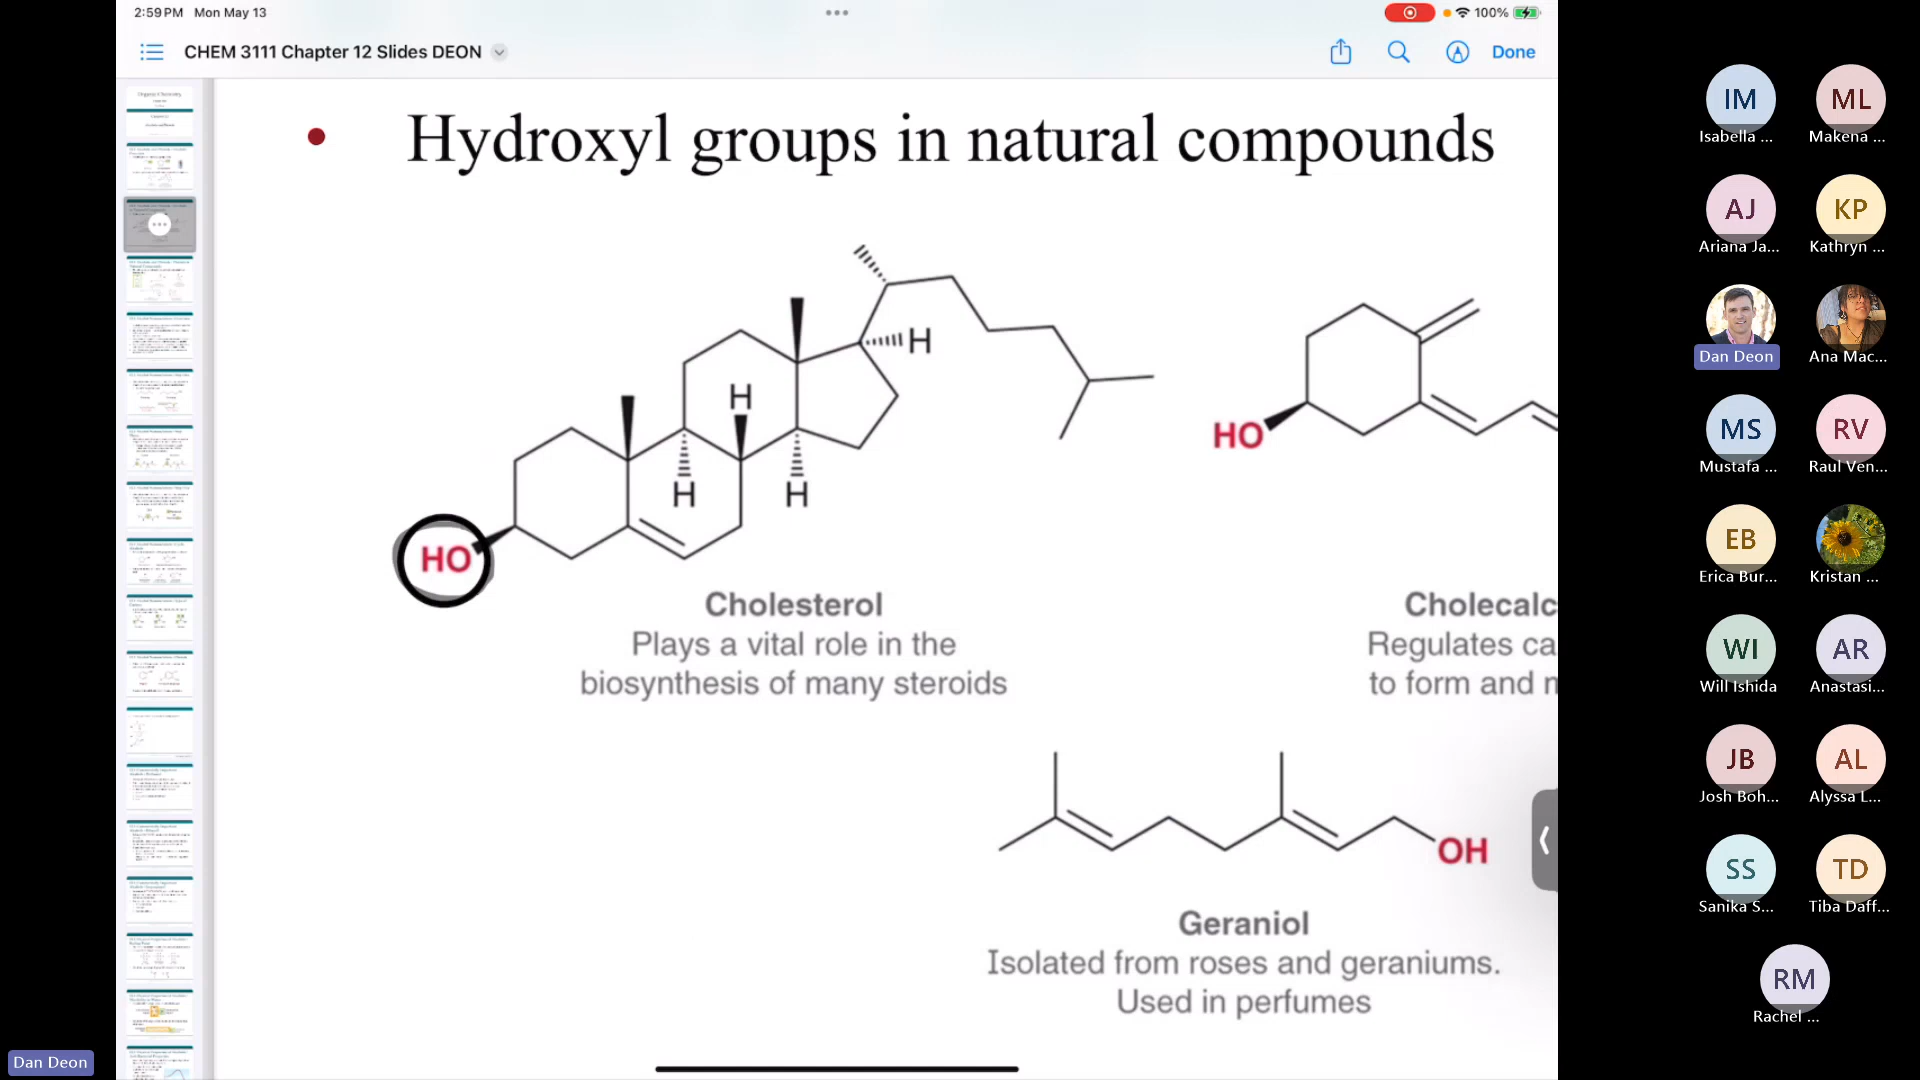 2:59 PM Mon May 13
100%
CHEM 3111 Chapter 12 Slides DEON
Done
• Hydroxyl groups in natural compounds
H
H
H
H
HO
HO
Cholesterol
Plays a vital role in the
biosynthesis of many steroids
Cholecalc
Regulates ca
to form and m
OH
Geraniol
Isolated from roses and geraniums.
Used in perfumes
IM
ML
Isabella ...
Makena ...
AJ
KP
Ariana Ja...
Kathryn ...
Dan Deon
Ana Mac...
MS
RV
Mustafa ...
Raul Ven...
EB
Erica Bur...
Kristan ...
WI
AR
Will Ishida
Anastasi...
JB
AL
Josh Boh...
Alyssa L...
SS
TD
Sanika S...
Tiba Daff...
RM
Rachel ...
Dan Deon